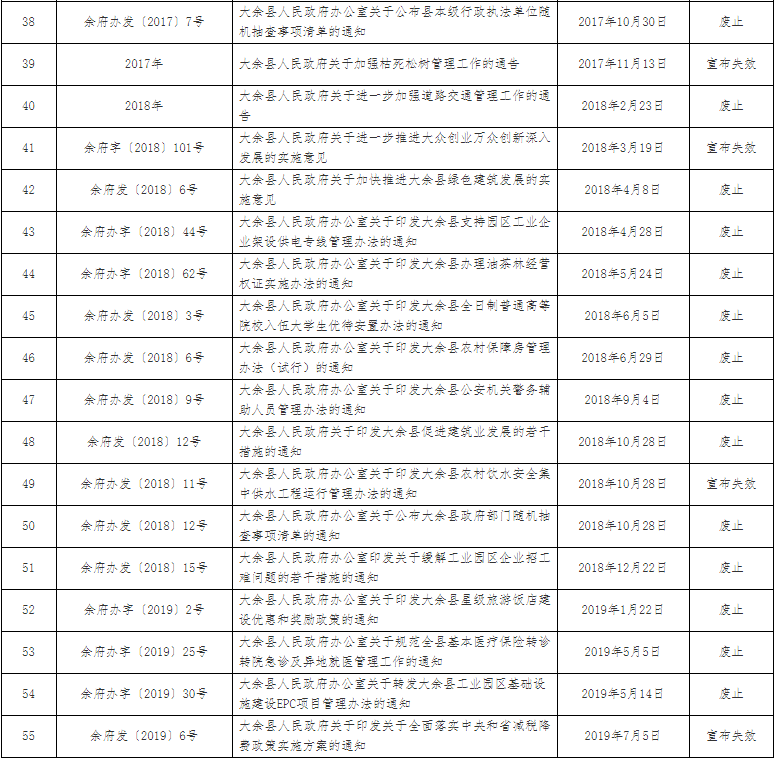 38 余府办发〔2017〕7号 大余县人民政府办公室关于公布县本级行政执法单位随 2017年10月30日 废止
机抽查事项清单的通知
39 2017年 大余县人民政府关于加强枯死松树管理工作的通告 2017年11月13日 宣布失效
40 2018年 大余县人民政府关于进一步加强道路交通管理工作的通 2018年2月23日 废止
告
41 余府字〔2018〕101号 大余县人民政府关于进一步推进大众创业万众创新深入 2018年3月19日 宣布失效
发展的实施意见
42 余府发〔2018〕6号 大余县人民政府关于加快推进大余县绿色建筑发展的实 2018年4月8日 废止
施意见
43 余府办字〔2018〕44号 大余县人民政府办公室关于印发大余县支持园区工业企 2018年4月28日 废止
业架设供电专线管理办法的通知
44 余府办字〔2018〕62号 大余县人民政府办公室关于印发大余县办理油茶林经营 2018年5月24日 废止
权证实施办法的通知
45 余府办发〔2018〕3号 大余县人民政府办公室关于印发大余县全日制普通高等 2018年6月5日 废止
院校入伍大学生优待安置办法的通知
46 余府办发〔2018〕6号 大余县人民政府办公室关于印发大余县农村保障房管理 2018年6月29日 废止
办法（试行）的通知
47 余府办发〔2018〕9号 大余县人民政府办公室关于印发大余县公安机关警务辅 2018年9月4日 废止
助人员管理办法的通知
48 余府发〔2018〕12号 大余县人民政府关于印发大余县促进建筑业发展的若干 2018年10月28日 废止
措施的通知
49 余府办发〔2018〕11号 大余县人民政府办公室关于印发大余县农村饮水安全集 2018年10月28日 宣布失效
中供水工程运行管理办法的通知
50 余府办发〔2018〕12号 大余县人民政府办公室关于公布大余县政府部门随机抽 2018年10月28日 废止
查事项清单的通知
51 余府办发〔2018〕15号 大余县人民政府办公室印发关于缓解工业园区企业招工 2018年12月22日 废止
难问题的若干措施的通知
52 余府办字〔2019〕2号 大余县人民政府办公室关于印发大余县星级旅游饭店建 2019年1月22日 废止
设优惠和奖励政策的通知
53 余府办字〔2019〕25号 大余县人民政府办公室关于规范全县基本医疗保险转诊 2019年5月5日 废止
转院急诊及异地就医管理工作的通知
54 余府办字〔2019〕30号 大余县人民政府办公室关于转发大余县工业园区基础设 2019年5月14日 废止
施建设EPC项目管理办法的通知
55 余府发〔2019〕6号 大余县人民政府关于印发关于全面落实中央和省减税降 2019年7月5日 宣布失效
费政策实施方案的通知